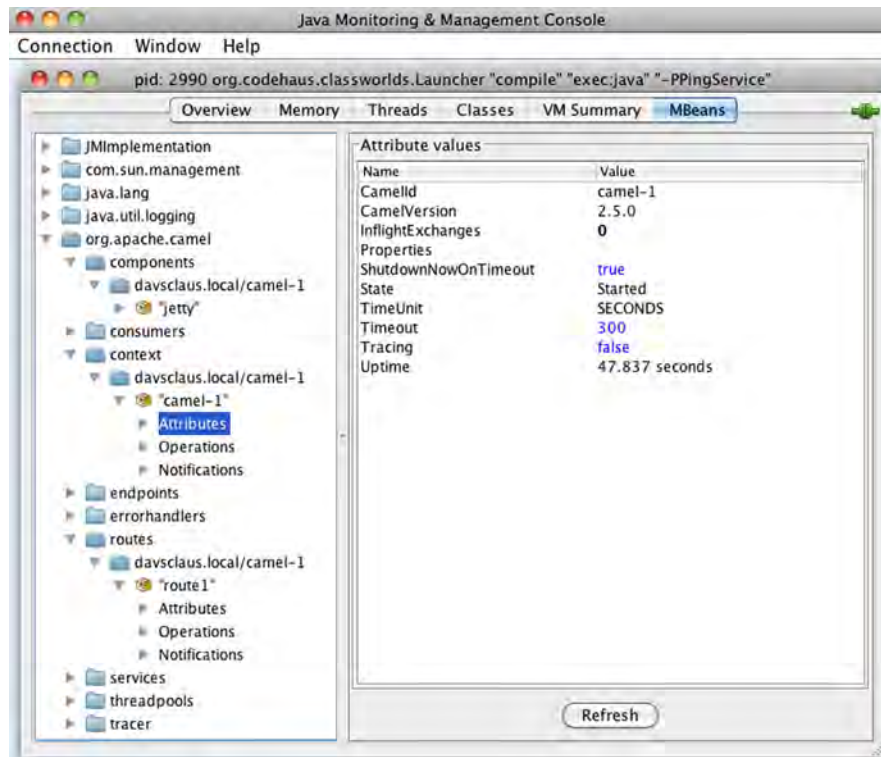 Java Monitoring & Management Console
Connection Window Help
pid: 2990 org.codehaus.classworlds.Launcher "compile" "exec:java" "-PPingService"
Overview Memory Threads Classes VM Summary MBeans
JMImplementation
com.sun.management
java.lang
java.util.logging
org.apache.camel
components
davsclaus.local/camel-1
"jetty"
consumers
context
davsclaus.local/camel-1
"camel-1"
Attributes
Operations
Notifications
endpoints
errorhandlers
routes
davsclaus.local/camel-1
"route1"
Attributes
Operations
Notifications
services
threadpools
tracer
Attribute values
Name Value
CamelId camel-1
CamelVersion 2.5.0
InflightExchanges 0
Properties
ShutdownNowOnTimeout true
State Started
TimeUnit SECONDS
Timeout 300
Tracing false
Uptime 47.837 seconds
Refresh